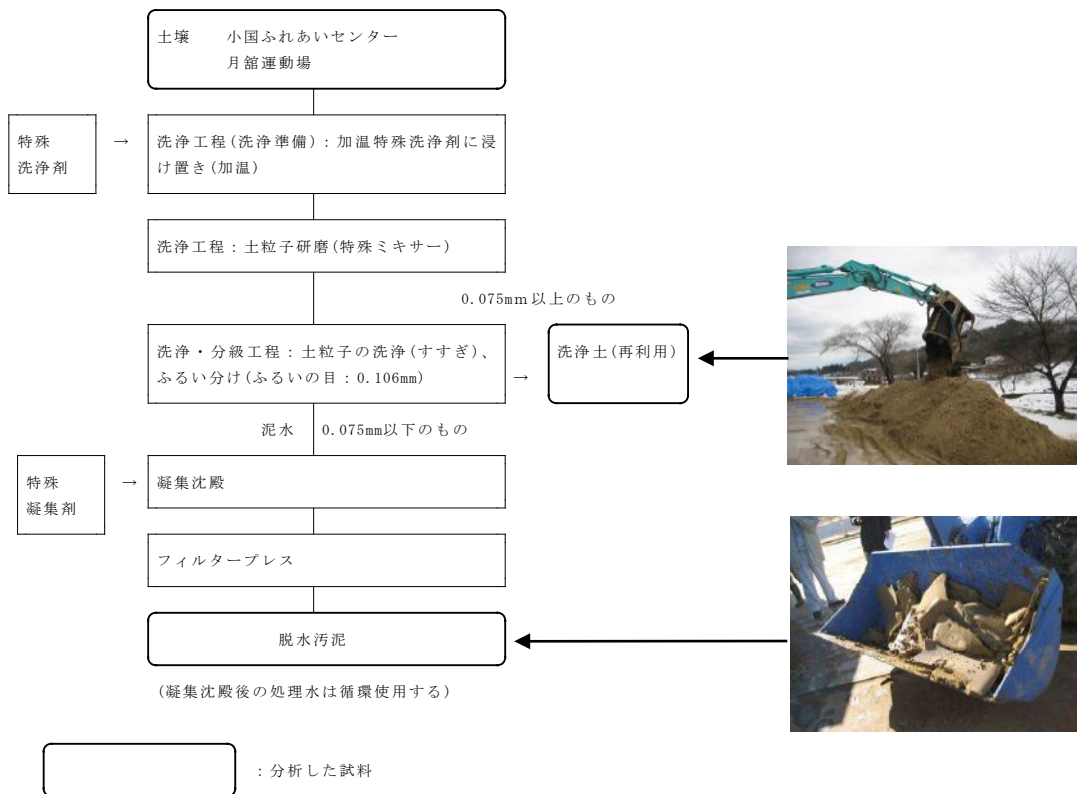 土壌　小国ふれあいセンター
月舘運動場
特殊
洗浄剤
→
洗浄工程(洗浄準備)：加温特殊洗浄剤に浸
け置き(加温)
洗浄工程：土粒子研磨(特殊ミキサー)
0.075mm以上のもの
洗浄・分級工程：土粒子の洗浄(すすぎ)、
ふるい分け(ふるいの目：0.106mm)
→
洗浄土(再利用)
泥水　0.075mm以下のもの
特殊
凝集剤
→
凝集沈殿
フィルタープレス
脱水汚泥
(凝集沈殿後の処理水は循環使用する)
：分析した試料